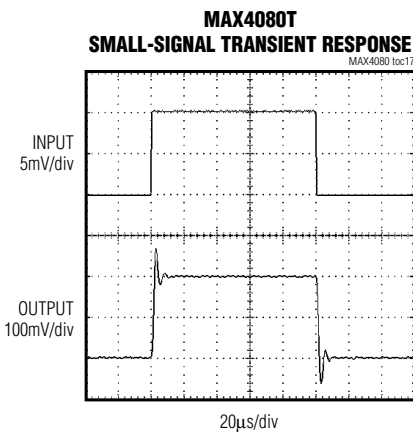 MAX4080T
SMALL-SIGNAL TRANSIENT RESPONSE
MAX4080 toc17
INPUT
5mV/div
OUTPUT
100mV/div
20μs/div